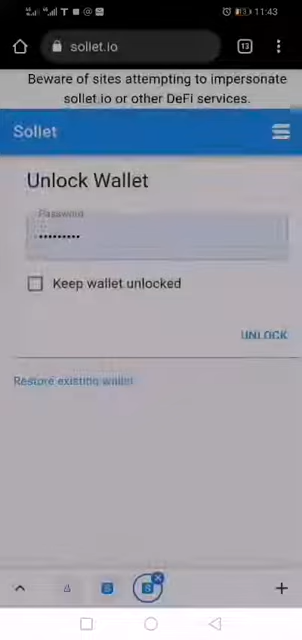 11:43
sollet.io
13
Beware of sites attempting to impersonate
sollet.io or other DeFi services.
Sollet
Unlock Wallet
Password
•••••••••
Keep wallet unlocked
UNLOCK
Restore existing wallet